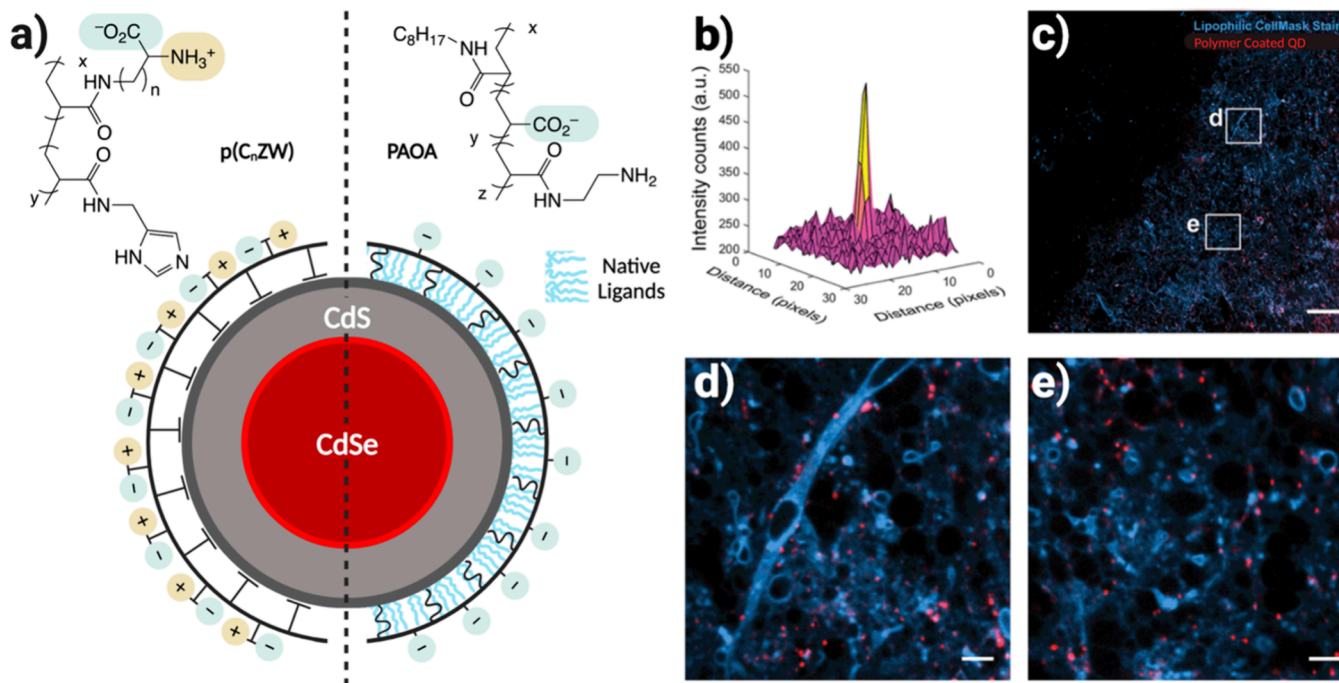 a)
⁻O₂C
NH₃⁺
x
HN
n
O
O
y
HN
HN
N
p(CₙZW)
C₈H₁₇
NH
x
O
CO₂⁻
y
O
z
HN
NH₂
PAOA
Native
Ligands
CdS
CdSe
b)
Intensity counts (a.u.)
550
500
450
400
350
300
250
200
0
10
20
30
Distance (pixels)
30
20
10
0
Distance (pixels)
c)
Lipophilic CellMask Stain
Polymer Coated QD
d
e
d)
e)